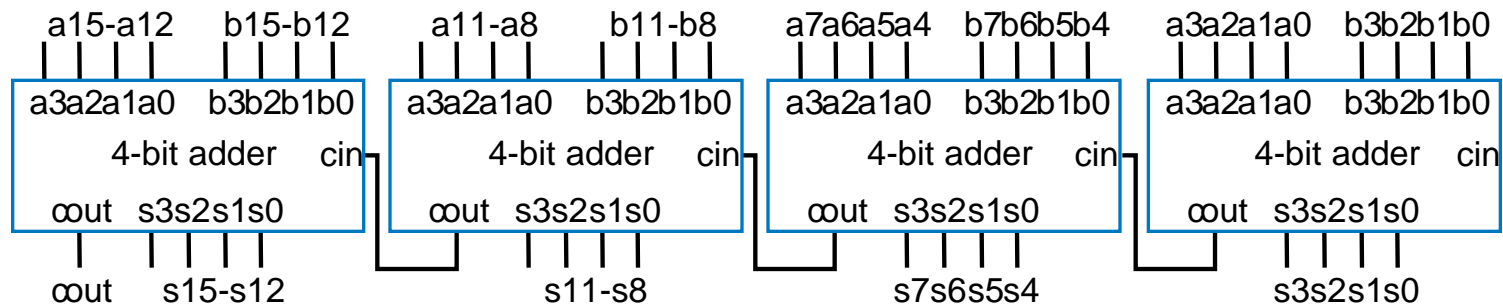 a15-a12 b15-b12 a11-a8 b11-b8 a7a6a5a4 b7b6b5b4 a3a2a1a0 b3b2b1b0
a3a2a1a0 b3b2b1b0 a3a2a1a0 b3b2b1b0 a3a2a1a0 b3b2b1b0 a3a2a1a0 b3b2b1b0
4-bit adder cin 4-bit adder cin 4-bit adder cin 4-bit adder cin
cout s3s2s1s0 cout s3s2s1s0 cout s3s2s1s0 cout s3s2s1s0
cout s15-s12 s11-s8 s7s6s5s4 s3s2s1s0